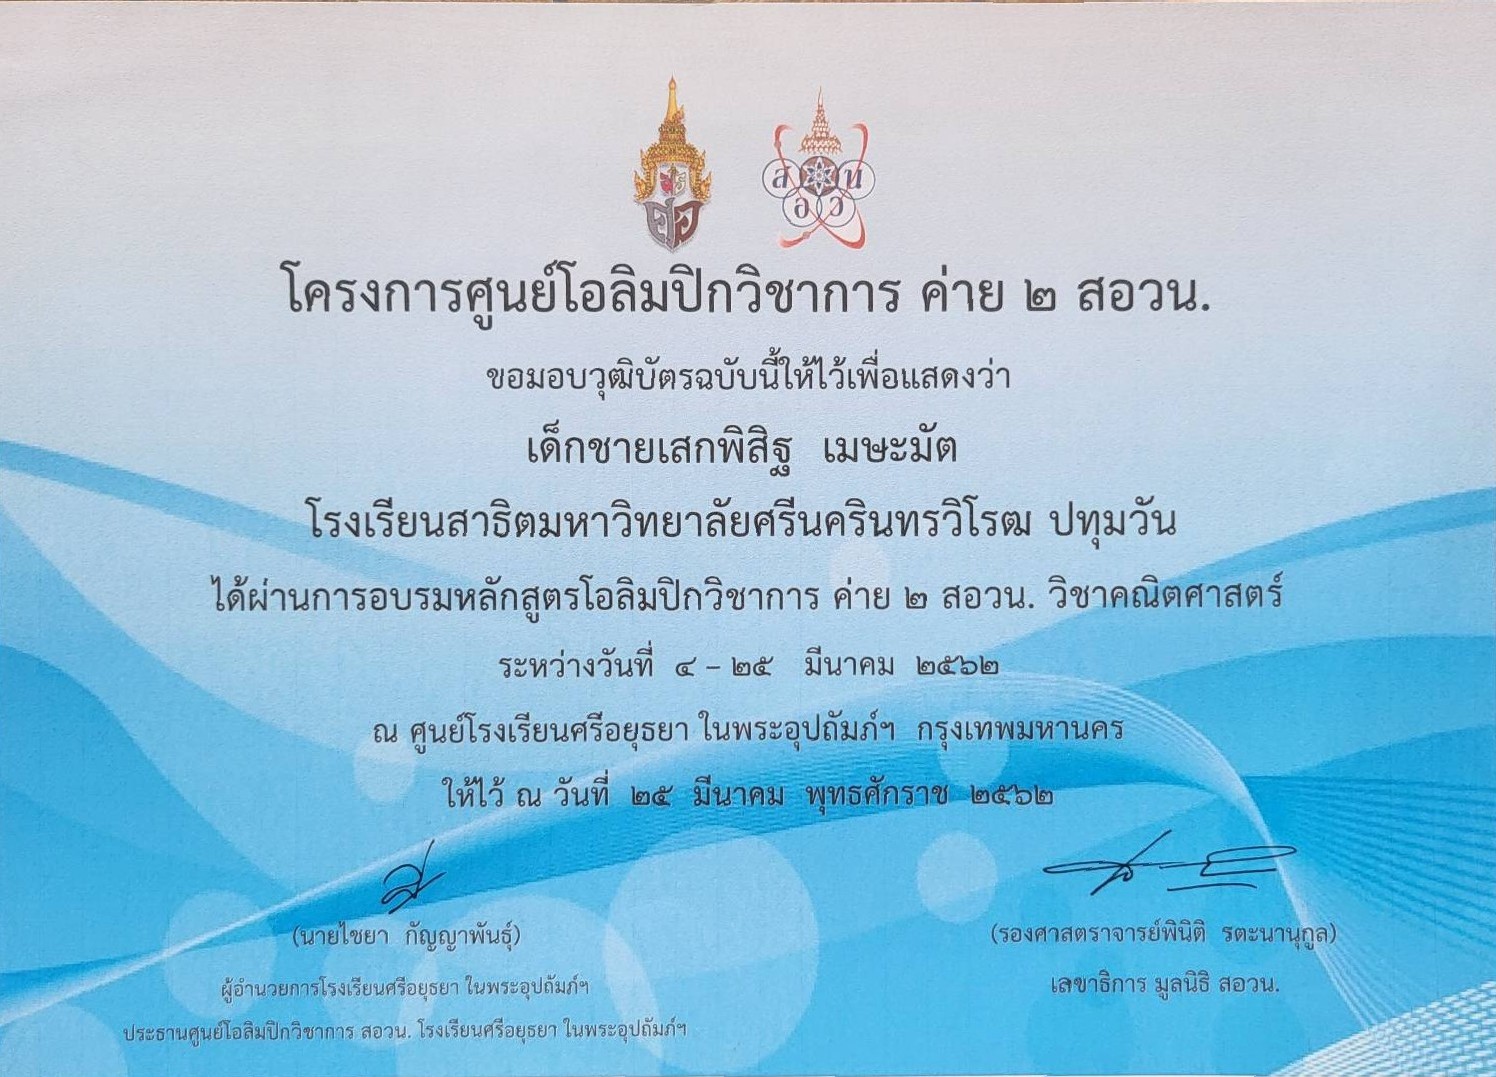 ส อ ว น
ศอ
โครงการศูนย์โอลิมปิกวิชาการ ค่าย ๒ สอวน.
ขอมอบวุฒิบัตรฉบับนี้ให้ไว้เพื่อแสดงว่า
เด็กชายเสกพิสิฐ เมษะมัต
โรงเรียนสาธิตมหาวิทยาลัยศรีนครินทรวิโรฒ ปทุมวัน
ได้ผ่านการอบรมหลักสูตรโอลิมปิกวิชาการ ค่าย ๒ สอวน. วิชาคณิตศาสตร์
ระหว่างวันที่ ๔ – ๒๕ มีนาคม ๒๕๖๒
ณ ศูนย์โรงเรียนศรีอยุธยา ในพระอุปถัมภ์ฯ กรุงเทพมหานคร
ให้ไว้ ณ วันที่ ๒๕ มีนาคม พุทธศักราช ๒๕๖๒
(นายไชยา กัญญาพันธุ์)
ผู้อำนวยการโรงเรียนศรีอยุธยา ในพระอุปถัมภ์ฯ
ประธานศูนย์โอลิมปิกวิชาการ สอวน. โรงเรียนศรีอยุธยา ในพระอุปถัมภ์ฯ
(รองศาสตราจารย์พินิติ รตะนานุกูล)
เลขาธิการ มูลนิธิ สอวน.